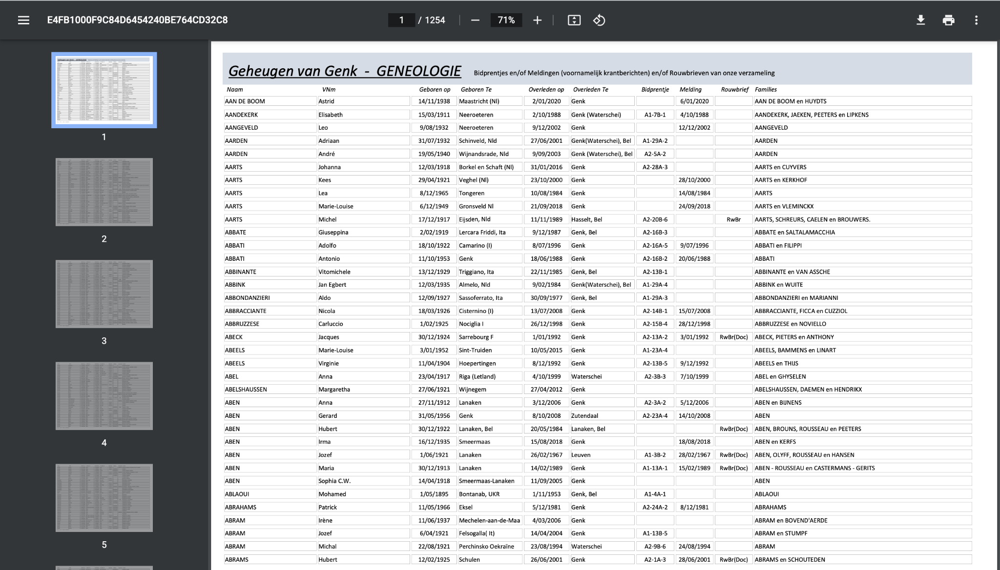 E4FB1000F9C84D6454240BE764CD32C8 1 / 1254 71%
1
2
3
4
5
Geheugen van Genk - GENEOLOGIE Bidprentjes en/of Meldingen (voornamelijk krantberichten) en/of Rouwbrieven van onze verzameling
Naam VNm Geboren op Geboren Te Overleden op Overleden Te Bidprentje Melding Rouwbrief Families
AAN DE BOOM Astrid 14/11/1938 Maastricht (Nl) 2/01/2020 Genk 6/01/2020 AAN DE BOOM en HUYDTS
AANDEKERK Elisabeth 15/03/1911 Neeroeteren 2/10/1988 Genk (Waterschei) A1-7B-1 4/10/1988 AANDEKERK, JAEKEN, PEETERS en LIPKENS
AANGEVELD Leo 9/08/1932 Neeroeteren 9/12/2002 Genk 12/12/2002 AANGEVELD
AARDEN Adriaan 31/07/1932 Schinveld, Nld 27/06/2001 Genk(Waterschei), Bel A1-29A-2 AARDEN
AARDEN André 19/05/1940 Wijnandsrade, Nld 9/09/2003 Genk (Waterschei), Bel A2-5A-2 AARDEN
AARTS Johanna 12/03/1918 Borkel en Schaft (Nl) 31/01/2016 Genk A2-28A-3 AARTS en CUYVERS
AARTS Kees 29/04/1921 Veghel (Nl) 23/10/2000 Genk 28/10/2000 AARTS en KERKHOF
AARTS Lea 8/12/1965 Tongeren 10/08/1984 Genk 14/08/1984 AARTS
AARTS Marie-Louise 6/12/1949 Gronsveld Nl 21/09/2018 Genk 24/09/2018 AARTS en VLEMINCKX
AARTS Michel 17/12/1917 Eijsden, Nld 11/11/1989 Hasselt, Bel A2-20B-6 RwBr AARTS, SCHREURS, CAELEN en BROUWERS.
ABBATE Giuseppina 2/02/1919 Lercara Friddi, Ita 9/12/1987 Genk, Bel A2-16B-3 ABBATE en SALTALAMACCHIA
ABBATI Adolfo 18/10/1922 Camarino (I) 8/07/1996 Genk A2-16A-5 9/07/1996 ABBATI en FILIPPI
ABBATI Antonio 11/10/1953 Genk 18/06/1988 Genk A2-16B-2 20/06/1988 ABBATI
ABBINANTE Vitomichele 13/12/1929 Triggiano, Ita 22/11/1985 Genk, Bel A2-13B-1 ABBINANTE en VAN ASSCHE
ABBINK Jan Egbert 12/03/1935 Almelo, Nld 9/02/1984 Genk(Waterschei), Bel A1-29A-4 ABBINK en WUITE
ABBONDANZIERI Aldo 12/09/1927 Sassoferrato, Ita 30/09/1977 Genk, Bel A1-29A-3 ABBONDANZIERI en MARIANNI
ABBRACCIANTE Nicola 18/03/1926 Cisternino (I) 13/07/2008 Genk A2-14B-1 15/07/2008 ABBRACCIANTE, FICCA en CUZZIOL
ABBRUZZESE Carluccio 1/02/1925 Nociglia I 26/12/1998 Genk A2-15B-4 28/12/1998 ABBRUZZESE en NOVIELLO
ABECK Jacques 30/12/1924 Sarrebourg F 1/01/1992 Genk A2-13A-2 3/01/1992 RwBr(Doc) ABECK, PIETERS en ANTHONY
ABEELS Marie-Louise 3/01/1952 Sint-Truiden 10/05/2015 Genk A1-23A-4 ABEELS, BAMMENS en LINART
ABEELS Virginie 11/04/1904 Hoepertingen 8/12/1992 Genk A2-13B-5 9/12/1992 ABEELS en THIJS
ABEL Anna 23/04/1917 Riga (Letland) 4/10/1999 Waterschei A2-3B-3 7/10/1999 ABEL en GHYSELEN
ABELSHAUSSEN Margaretha 27/06/1921 Wijnegem 27/04/2012 Genk ABELSHAUSSEN, DAEMEN en HENDRIKX
ABEN Anna 27/11/1912 Lanaken 3/12/2006 Genk A2-3A-2 5/12/2006 ABEN en BIJNENS
ABEN Gerard 31/05/1956 Genk 8/10/2008 Zutendaal A2-23A-4 14/10/2008 ABEN
ABEN Hubert 30/12/1922 Lanaken, Bel 20/05/1984 Lanaken, Bel RwBr(Doc) ABEN, BROUNS, ROUSSEAU en PEETERS
ABEN Irma 16/12/1935 Smeermaas 15/08/2018 Genk 18/08/2018 ABEN en KERFS
ABEN Jozef 1/06/1921 Lanaken 26/02/1967 Leuven A1-3B-2 28/02/1967 RwBr(Doc) ABEN, OLYFF, ROUSSEAU en HANSEN
ABEN Maria 30/12/1913 Lanaken 14/02/1989 Genk A1-13A-1 15/02/1989 RwBr(Doc) ABEN - ROUSSEAU en CASTERMANS - GERITS
ABEN Sophia C.W. 14/04/1918 Smeermaas-Lanaken 11/09/2005 Genk ABEN
ABLAOUI Mohamed 1/05/1895 Bontanab, UKR 1/11/1953 Genk, Bel A1-4A-1 ABLAOUI
ABRAHAMS Patrick 11/05/1966 Eksel 5/12/1981 Genk A2-24A-2 8/12/1981 ABRAHAMS
ABRAM Irène 11/06/1937 Mechelen-aan-de-Maa 4/03/2006 Genk ABRAM en BOVEND'AERDE
ABRAM Jozef 6/04/1921 Felsogalla( It) 14/04/2004 Genk A1-13B-5 ABRAM en STUMPF
ABRAM Michal 22/08/1921 Perchinsko Oekraïne 23/08/1994 Waterschei A2-9B-6 24/08/1994 ABRAM
ABRAMS Hubert 12/02/1925 Schulen 26/06/2001 Genk A2-1A-3 28/06/2001 RwBr(Doc) ABRAMS en SCHOUTEDEN